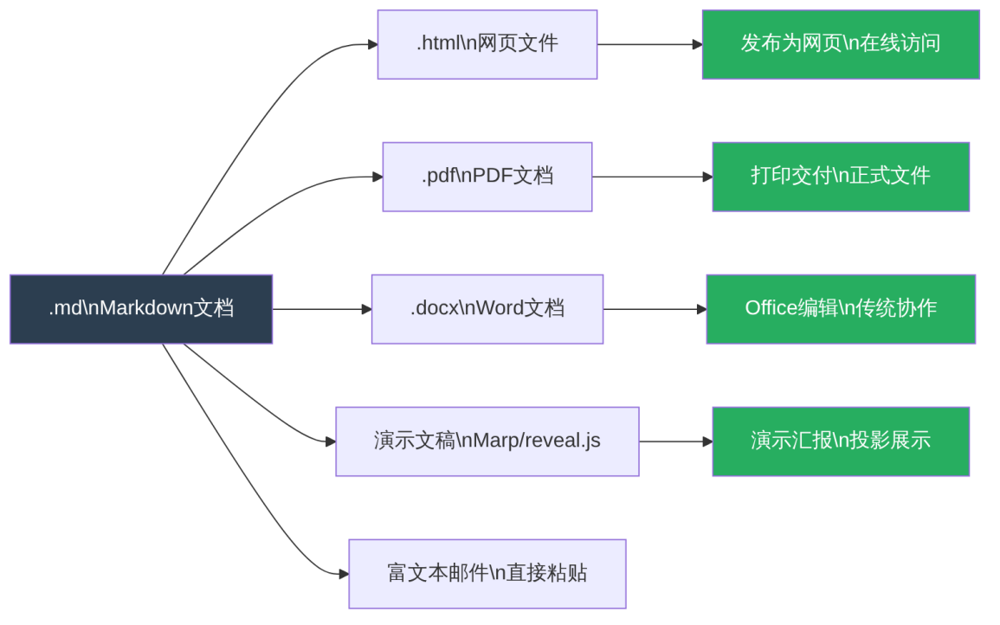 .html\n网页文件
发布为网页\n在线访问
.pdf\nPDF文档
打印交付\n正式文件
.md\nMarkdown文档
.docx\nWord文档
Office编辑\n传统协作
演示文稿\nMarp/reveal.js
演示汇报\n投影展示
富文本邮件\n直接粘贴